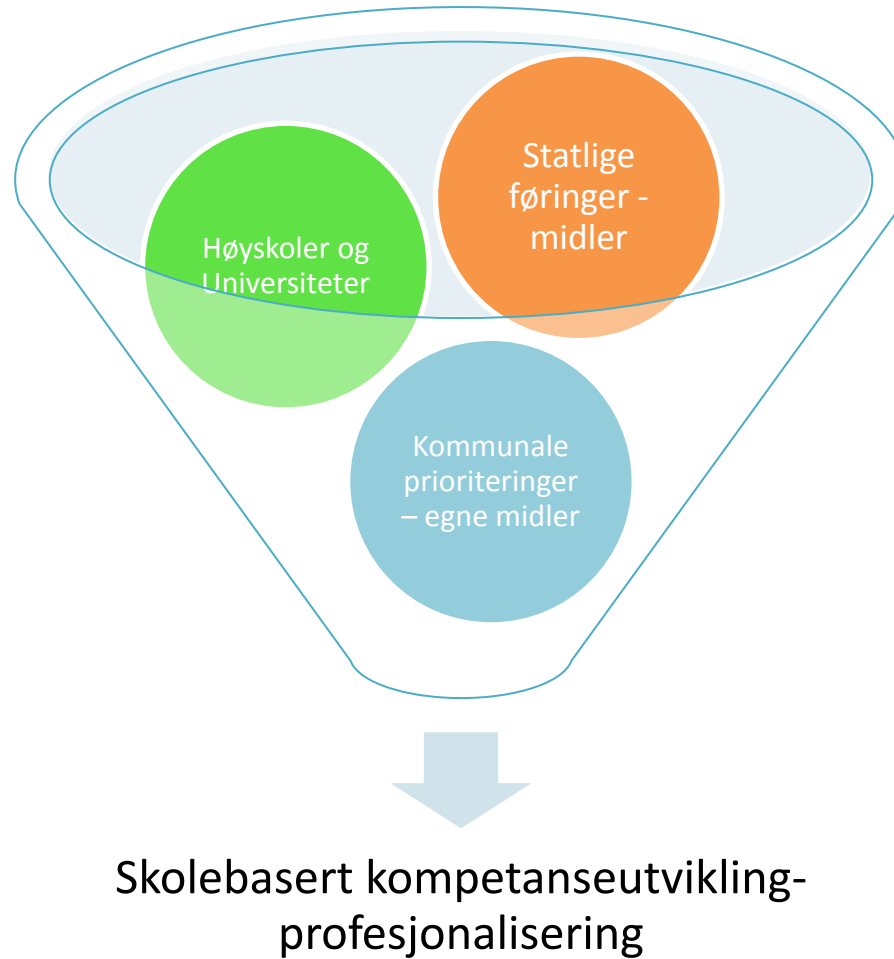 Statlige
føringer -
midler
Høyskoler og
Universiteter
Kommunale
prioriteringer
– egne midler
Skolebasert kompetanseutvikling-
profesjonalisering